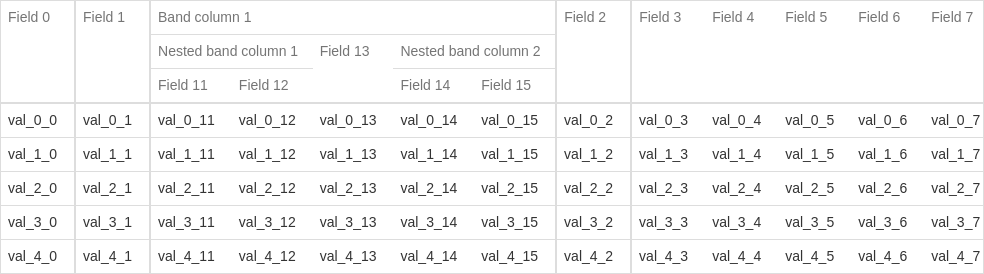 Field 0 Field 1 Band column 1 Field 2 Field 3 Field 4 Field 5 Field 6 Field 7
Nested band column 1 Field 13 Nested band column 2
Field 11 Field 12 Field 14 Field 15
val_0_0 val_0_1 val_0_11 val_0_12 val_0_13 val_0_14 val_0_15 val_0_2 val_0_3 val_0_4 val_0_5 val_0_6 val_0_7
val_1_0 val_1_1 val_1_11 val_1_12 val_1_13 val_1_14 val_1_15 val_1_2 val_1_3 val_1_4 val_1_5 val_1_6 val_1_7
val_2_0 val_2_1 val_2_11 val_2_12 val_2_13 val_2_14 val_2_15 val_2_2 val_2_3 val_2_4 val_2_5 val_2_6 val_2_7
val_3_0 val_3_1 val_3_11 val_3_12 val_3_13 val_3_14 val_3_15 val_3_2 val_3_3 val_3_4 val_3_5 val_3_6 val_3_7
val_4_0 val_4_1 val_4_11 val_4_12 val_4_13 val_4_14 val_4_15 val_4_2 val_4_3 val_4_4 val_4_5 val_4_6 val_4_7